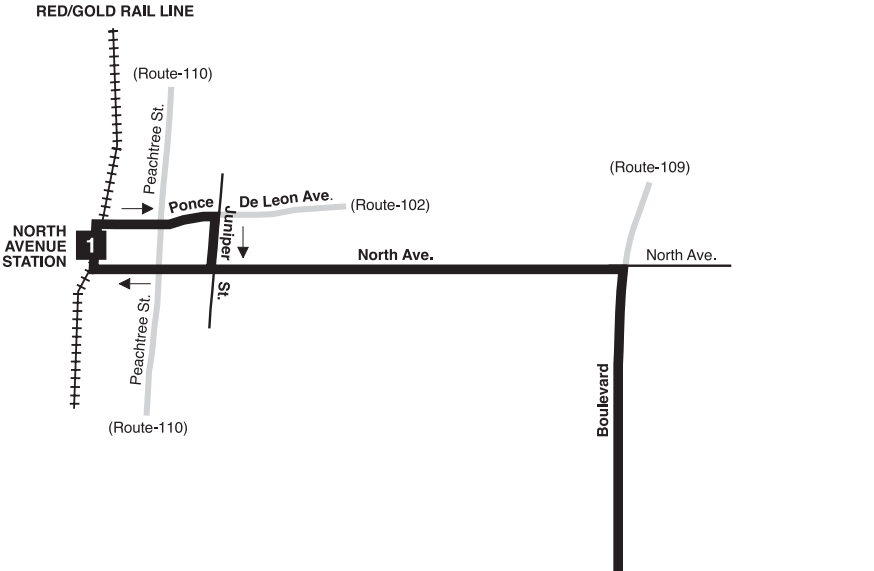 RED/GOLD RAIL LINE
(Route-110)
Peachtree St.
(Route-109)
Ponce De Leon Ave.
(Route-102)
Juniper St.
NORTH
AVENUE
STATION
1
North Ave.
North Ave.
Peachtree St.
Boulevard
(Route-110)